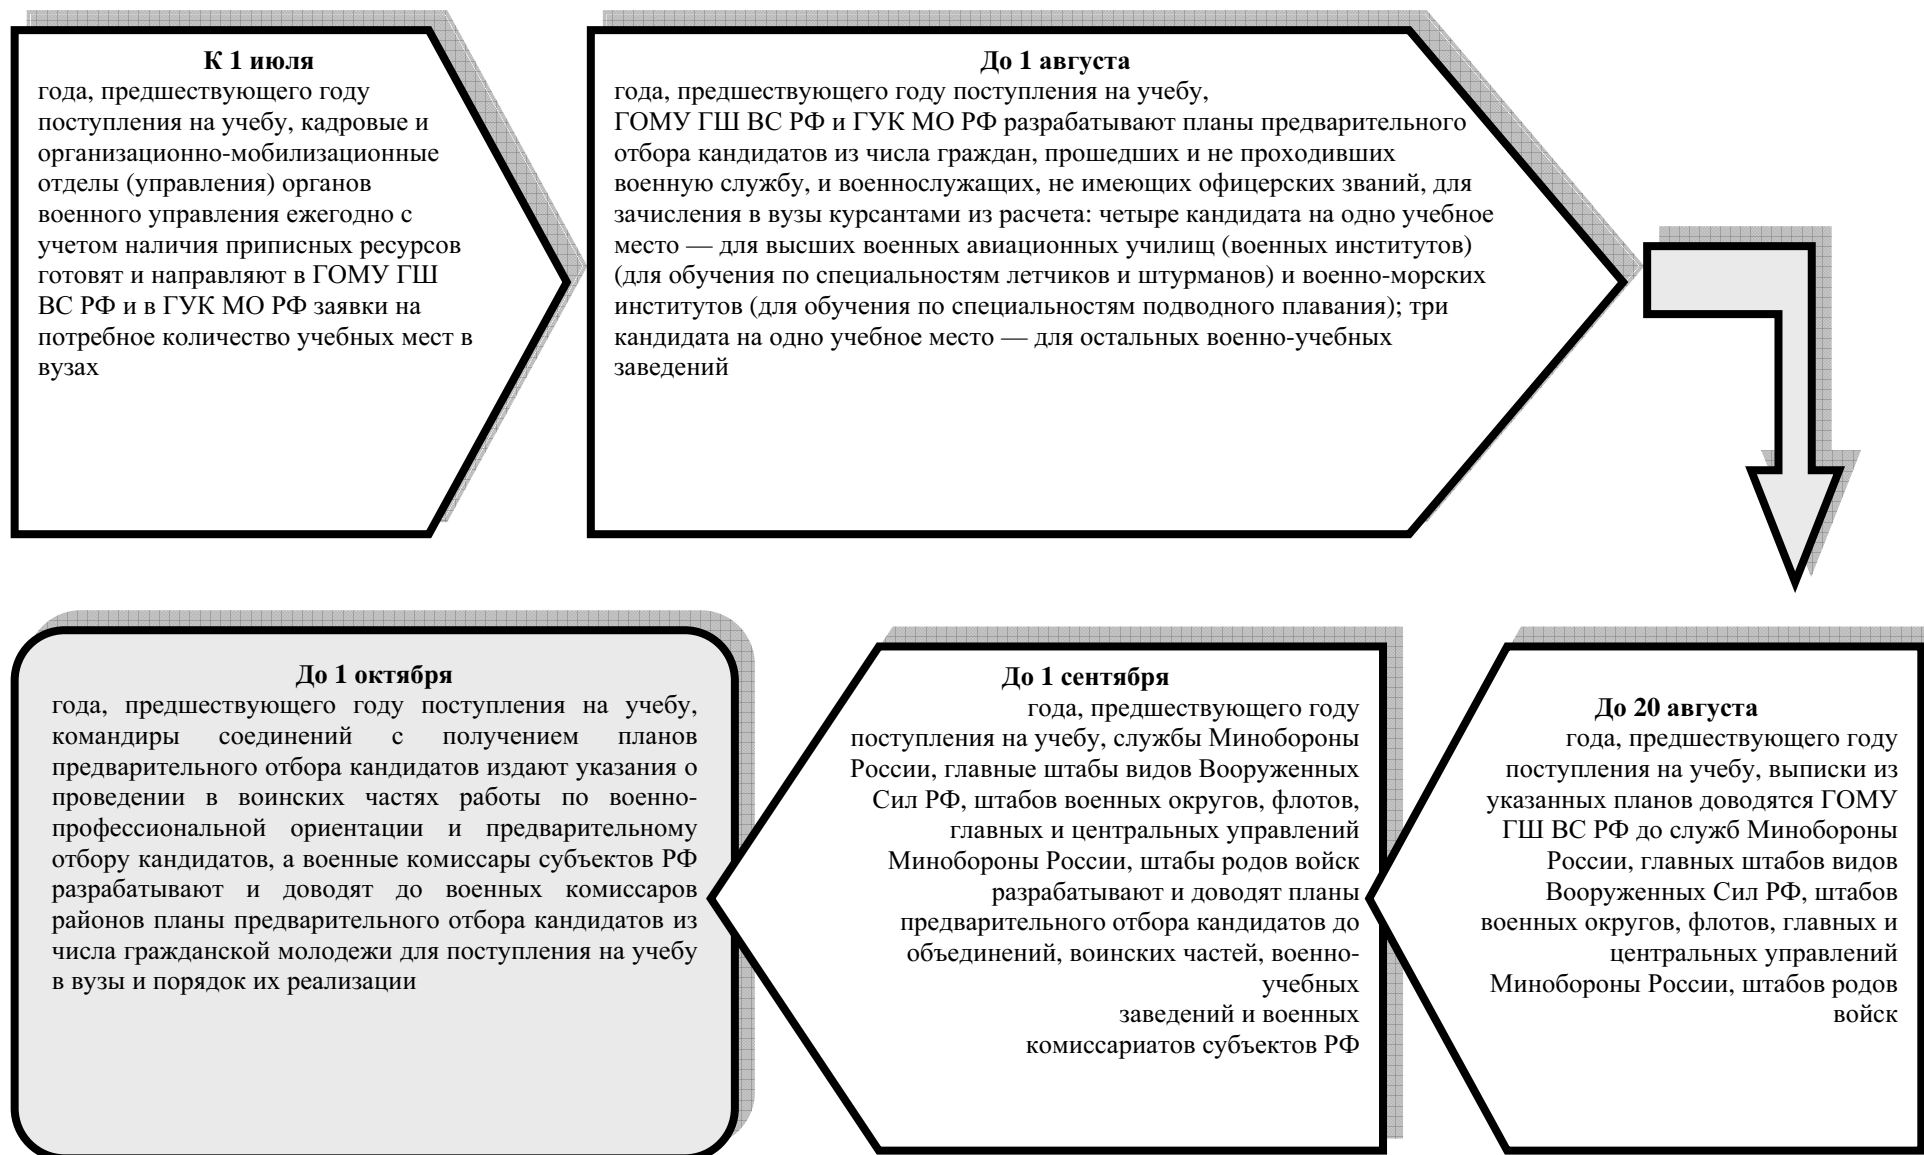 К 1 июля
года, предшествующего году
поступления на учебу, кадровые и
организационно-мобилизационные
отделы (управления) органов
военного управления ежегодно с
учетом наличия приписных ресурсов
готовят и направляют в ГОМУ ГШ
ВС РФ и в ГУК МО РФ заявки на
потребное количество учебных мест в
вузах
До 1 августа
года, предшествующего году поступления на учебу,
ГОМУ ГШ ВС РФ и ГУК МО РФ разрабатывают планы предварительного
отбора кандидатов из числа граждан, прошедших и не проходивших
военную службу, и военнослужащих, не имеющих офицерских званий, для
зачисления в вузы курсантами из расчета: четыре кандидата на одно учебное
место — для высших военных авиационных училищ (военных институтов)
(для обучения по специальностям летчиков и штурманов) и военно-морских
институтов (для обучения по специальностям подводного плавания); три
кандидата на одно учебное место — для остальных военно-учебных
заведений
До 20 августа
года, предшествующего году
поступления на учебу, выписки из
указанных планов доводятся ГОМУ
ГШ ВС РФ до служб Минобороны
России, главных штабов видов
Вооруженных Сил РФ, штабов
военных округов, флотов, главных и
центральных управлений
Минобороны России, штабов родов
войск
До 1 сентября
года, предшествующего году
поступления на учебу, службы Минобороны
России, главные штабы видов Вооруженных
Сил РФ, штабов военных округов, флотов,
главных и центральных управлений
Минобороны России, штабы родов войск
разрабатывают и доводят планы
предварительного отбора кандидатов до
объединений, воинских частей, военно-
учебных
заведений и военных
комиссариатов субъектов РФ
До 1 октября
года, предшествующего году поступления на учебу,
командиры соединений с получением планов
предварительного отбора кандидатов издают указания о
проведении в воинских частях работы по военно-
профессиональной ориентации и предварительному
отбору кандидатов, а военные комиссары субъектов РФ
разрабатывают и доводят до военных комиссаров
районов планы предварительного отбора кандидатов из
числа гражданской молодежи для поступления на учебу
в вузы и порядок их реализации